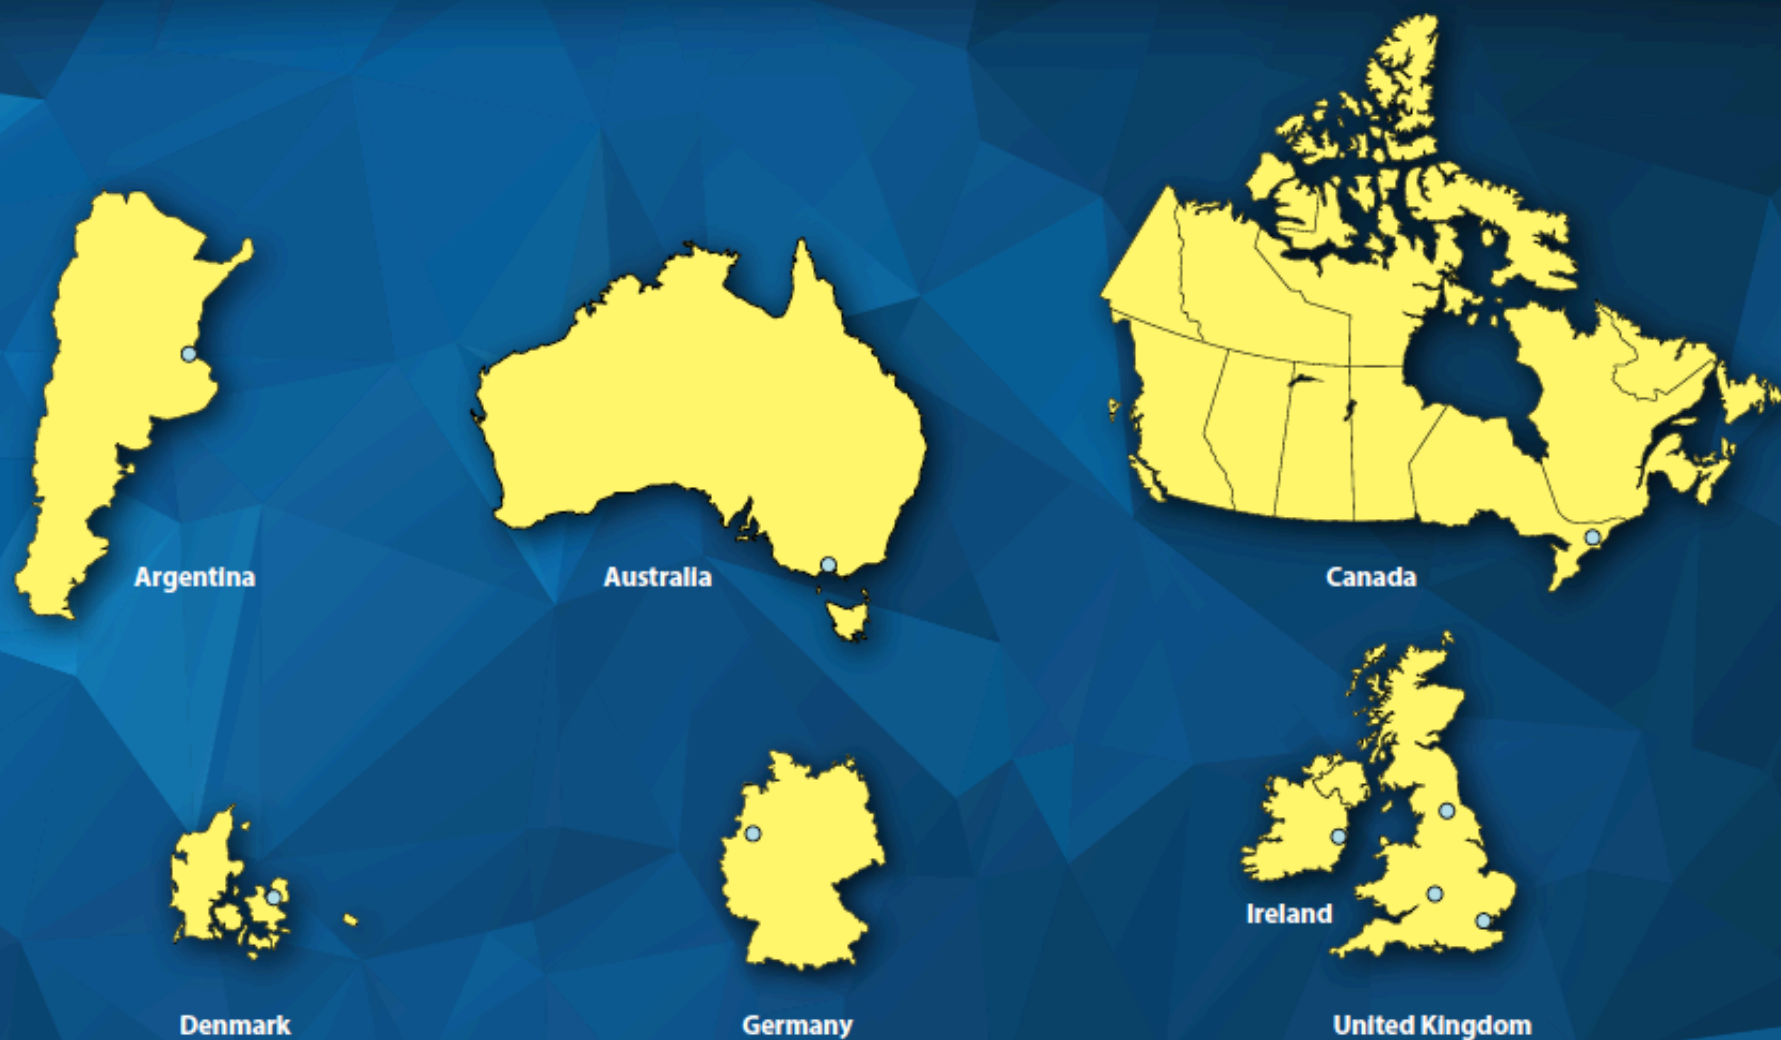 Argentina
Australia
Canada
Ireland
Denmark
Germany
United Kingdom